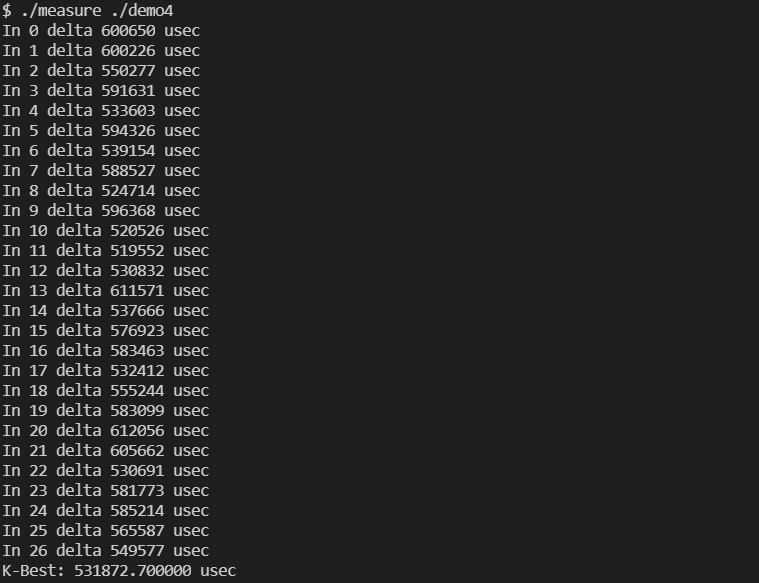 $ ./measure ./demo4
In 0 delta 600650 usec
In 1 delta 600226 usec
In 2 delta 550277 usec
In 3 delta 591631 usec
In 4 delta 533603 usec
In 5 delta 594326 usec
In 6 delta 539154 usec
In 7 delta 588527 usec
In 8 delta 524714 usec
In 9 delta 596368 usec
In 10 delta 520526 usec
In 11 delta 519552 usec
In 12 delta 530832 usec
In 13 delta 611571 usec
In 14 delta 537666 usec
In 15 delta 576923 usec
In 16 delta 583463 usec
In 17 delta 532412 usec
In 18 delta 555244 usec
In 19 delta 583099 usec
In 20 delta 612056 usec
In 21 delta 605662 usec
In 22 delta 530691 usec
In 23 delta 581773 usec
In 24 delta 585214 usec
In 25 delta 565587 usec
In 26 delta 549577 usec
K-Best: 531872.700000 usec